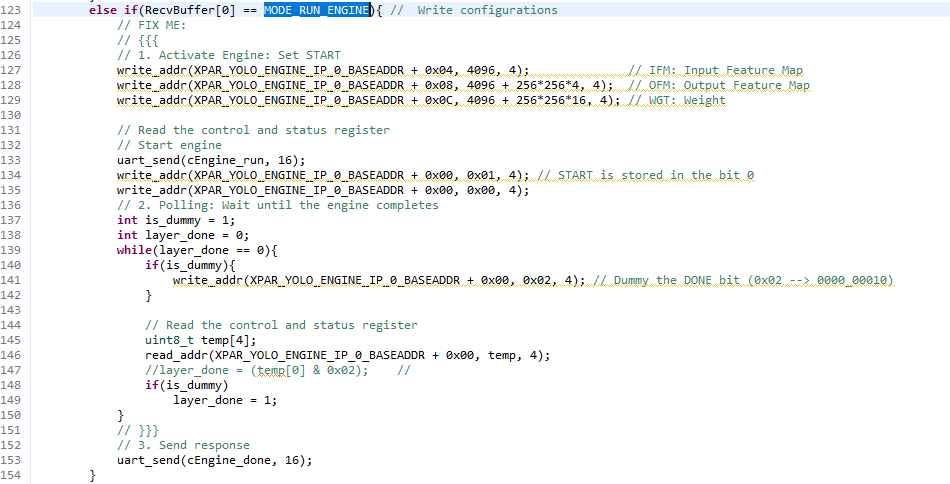 123 else if(RecvBuffer[0] == MODE_RUN_ENGINE){ //  Write configurations
124 // FIX ME:
125 // {{{
126 // 1. Activate Engine: Set START
127 write_addr(XPAR_YOLO_ENGINE_IP_0_BASEADDR + 0x04, 4096, 4); // IFM: Input Feature Map
128 write_addr(XPAR_YOLO_ENGINE_IP_0_BASEADDR + 0x08, 4096 + 256*256*4, 4); // OFM: Output Feature Map
129 write_addr(XPAR_YOLO_ENGINE_IP_0_BASEADDR + 0x0C, 4096 + 256*256*16, 4); // WGT: Weight
130
131 // Read the control and status register
132 // Start engine
133 uart_send(cEngine_run, 16);
134 write_addr(XPAR_YOLO_ENGINE_IP_0_BASEADDR + 0x00, 0x01, 4); // START is stored in the bit 0
135 write_addr(XPAR_YOLO_ENGINE_IP_0_BASEADDR + 0x00, 0x00, 4);
136 // 2. Polling: Wait until the engine completes
137 int is_dummy = 1;
138 int layer_done = 0;
139 while(layer_done == 0){
140 if(is_dummy){
141 write_addr(XPAR_YOLO_ENGINE_IP_0_BASEADDR + 0x00, 0x02, 4); // Dummy the DONE bit (0x02 --> 0000_00010)
142 }
143
144 // Read the control and status register
145 uint8_t temp[4];
146 read_addr(XPAR_YOLO_ENGINE_IP_0_BASEADDR + 0x00, temp, 4);
147 //layer_done = (temp[0] & 0x02); //
148 if(is_dummy)
149 layer_done = 1;
150 }
151 // }}}
152 // 3. Send response
153 uart_send(cEngine_done, 16);
154 }